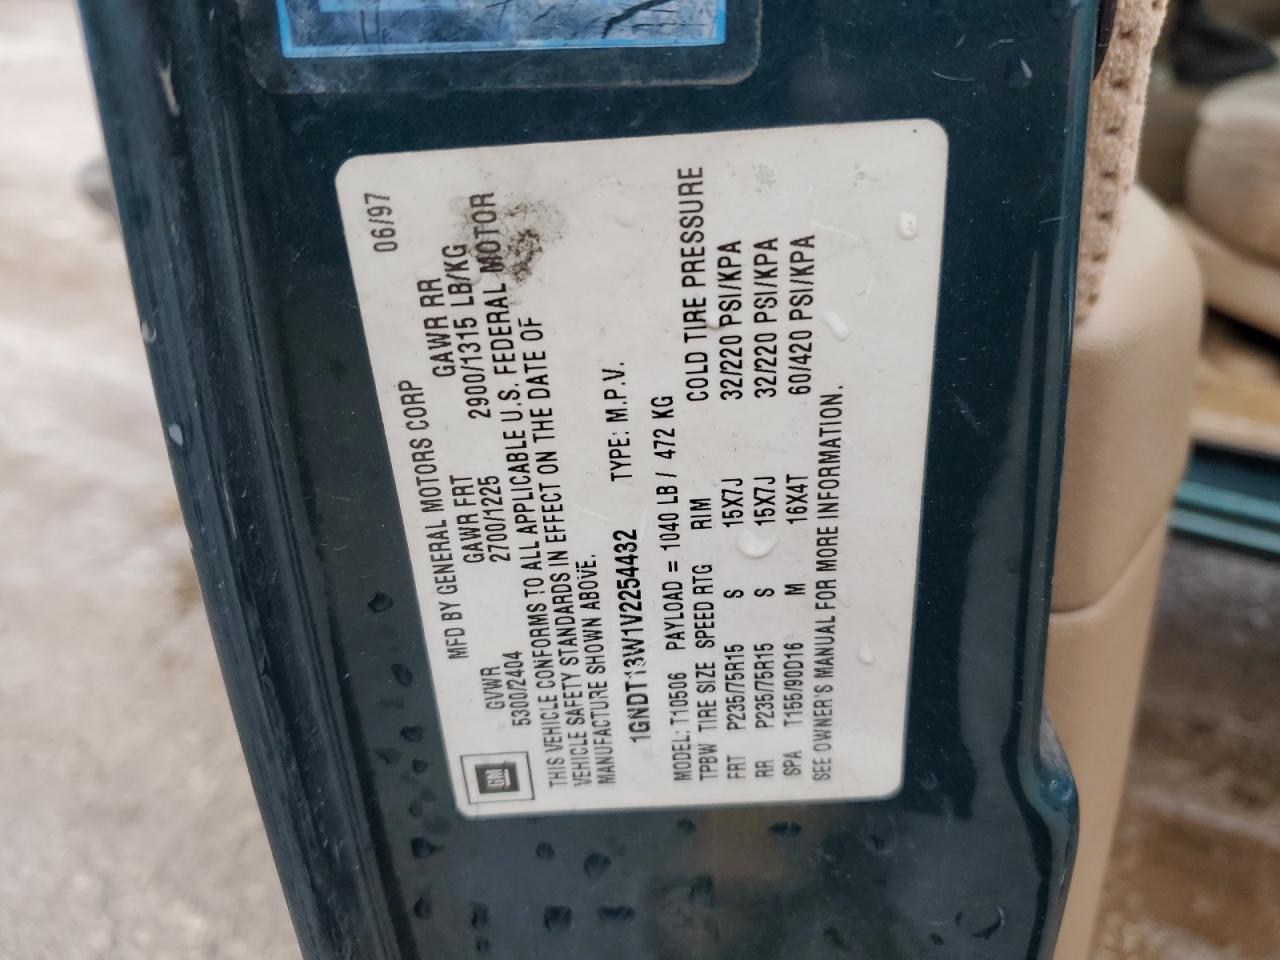 MFD BY GENERAL MOTORS CORP 06/97
GVWR GAWR FRT GAWR RR
5300/2404 2700/1225 2900/1315 LB/KG
THIS VEHICLE CONFORMS TO ALL APPLICABLE U.S. FEDERAL MOTOR
VEHICLE SAFETY STANDARDS IN EFFECT ON THE DATE OF
MANUFACTURE SHOWN ABOVE.
1GNDT13W1V2254432 TYPE: M.P.V.
MODEL: T10506 PAYLOAD = 1040 LB / 472 KG
TPBW TIRE SIZE SPEED RTG RIM COLD TIRE PRESSURE
FRT P235/75R15 S 15X7J 32/220 PSI/KPA
RR P235/75R15 S 15X7J 32/220 PSI/KPA
SPA T155/90D16 M 16X4T 60/420 PSI/KPA
SEE OWNER'S MANUAL FOR MORE INFORMATION.
GM